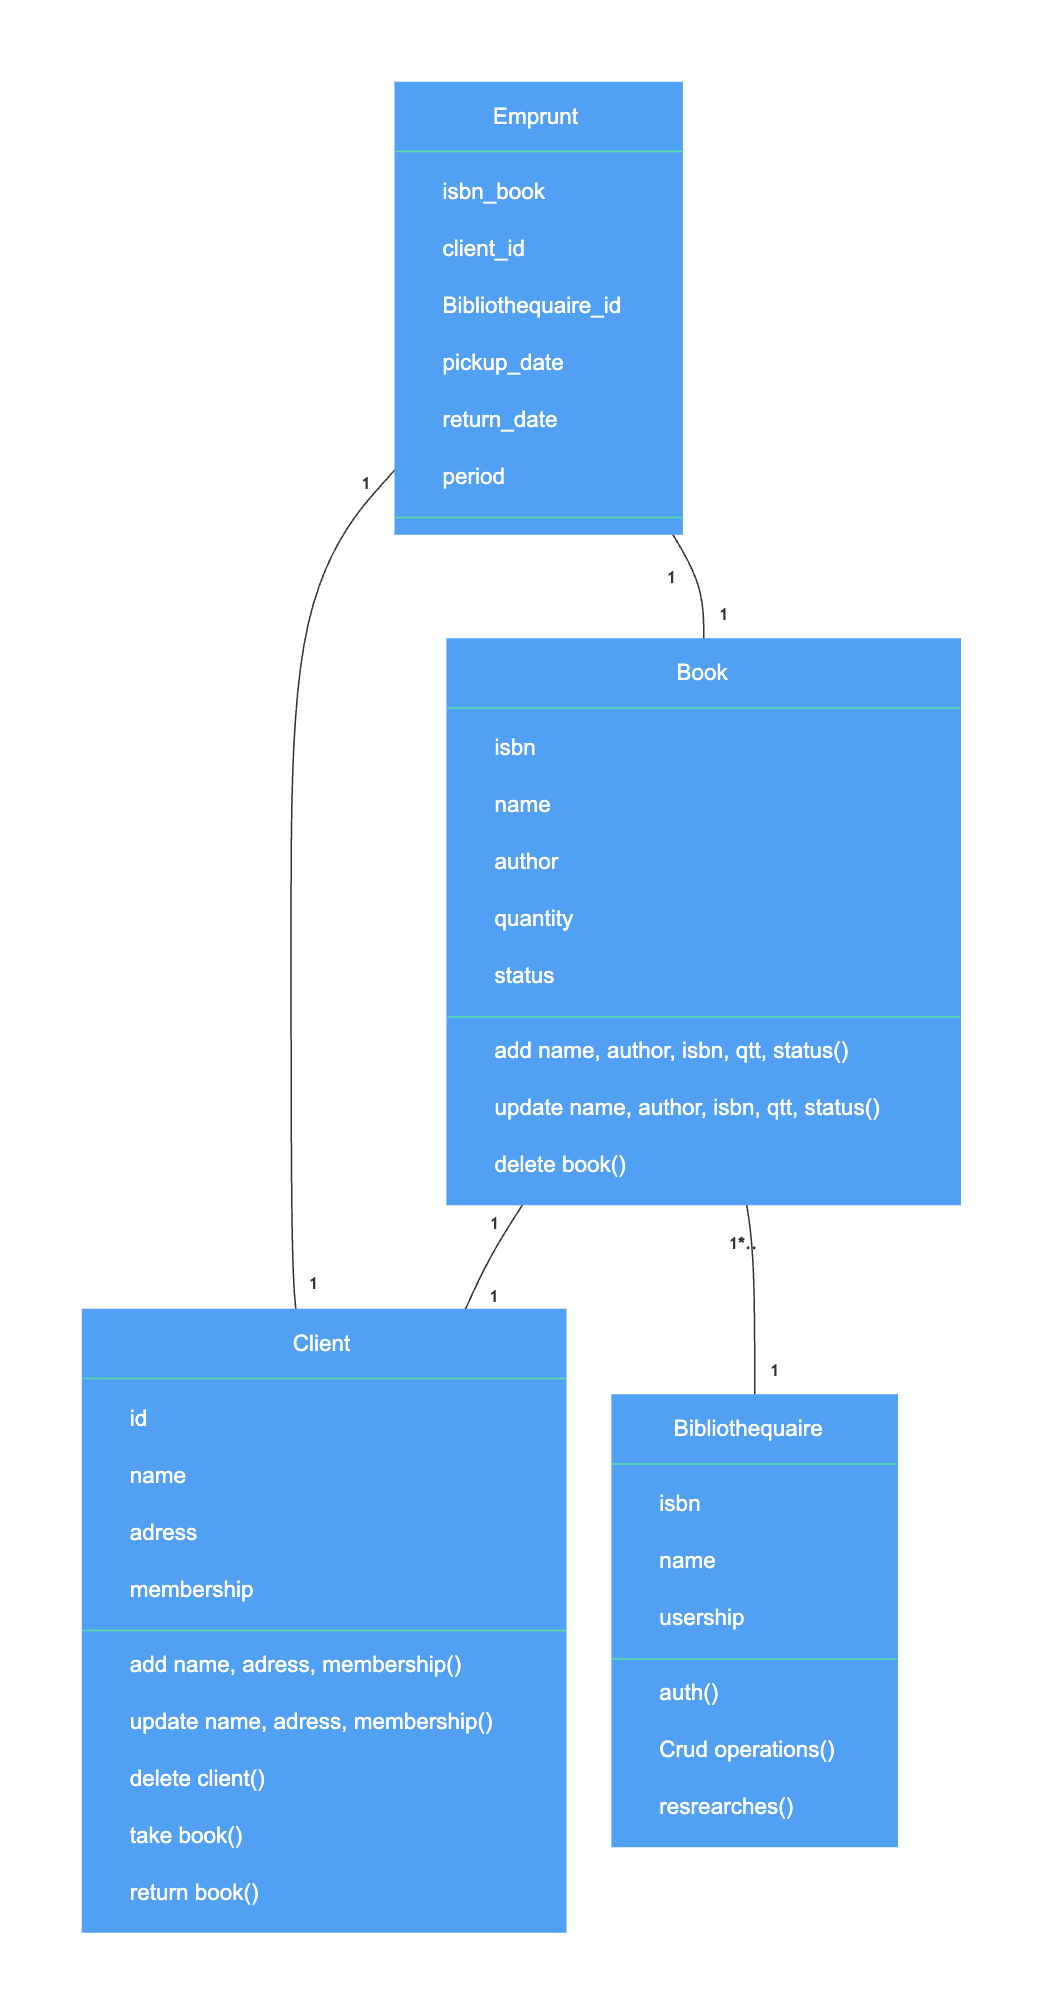 Emprunt
isbn_book
client_id
Bibliothequaire_id
pickup_date
return_date
period
1
1
1
Book
isbn
name
author
quantity
status
add name, author, isbn, qtt, status()
update name, author, isbn, qtt, status()
delete book()
1
1*..
1
1
1
Client
id
name
adress
membership
add name, adress, membership()
update name, adress, membership()
delete client()
take book()
return book()
Bibliothequaire
isbn
name
usership
auth()
Crud operations()
resrearches()